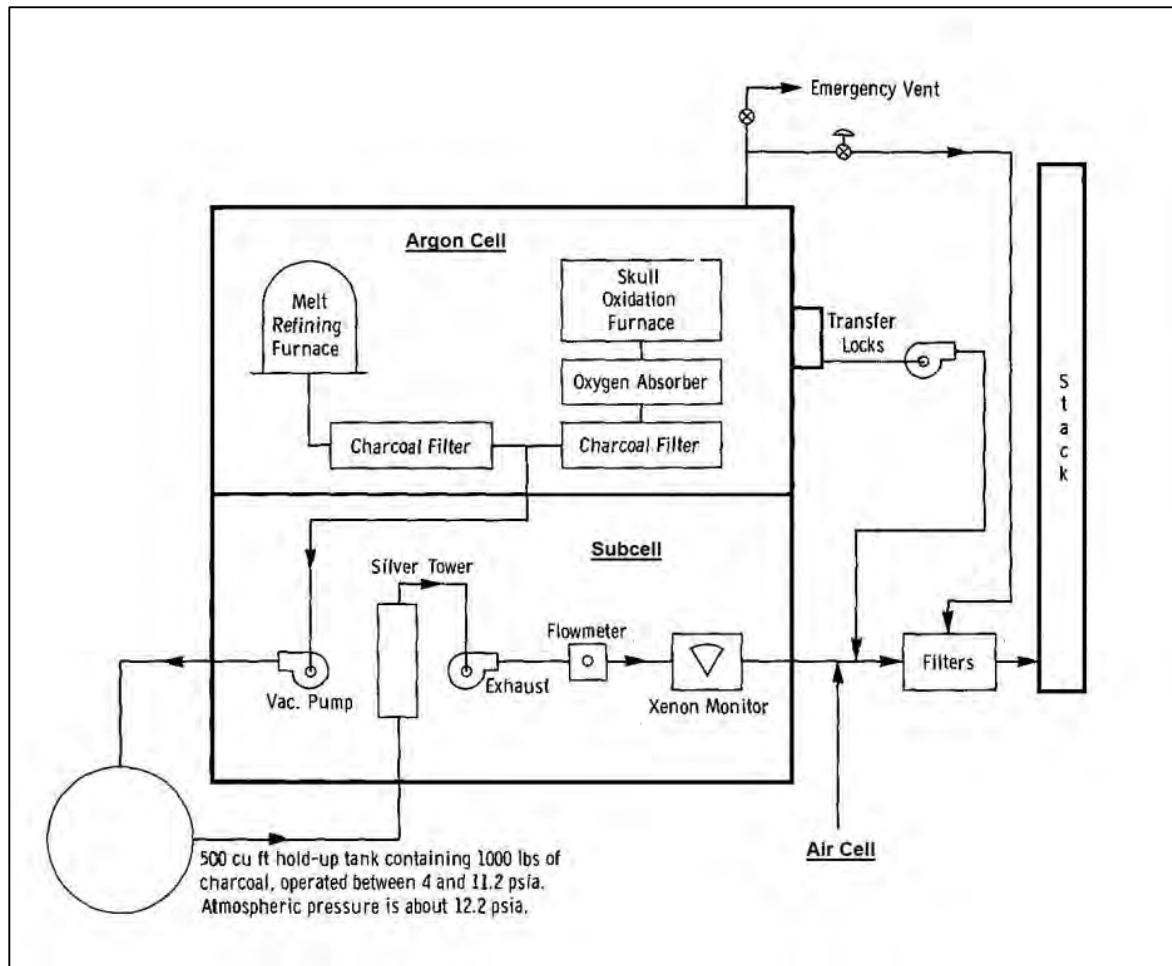 Emergency Vent
Argon Cell
Melt
Refining
Furnace
Skull
Oxidation
Furnace
Oxygen Absorber
Charcoal Filter
Charcoal Filter
Transfer
Locks
Stack
Subcell
Silver Tower
Flowmeter
Vac. Pump
Exhaust
Xenon Monitor
Filters
Air Cell
500 cu ft hold-up tank containing 1000 lbs of
charcoal, operated between 4 and 11.2 psia.
Atmospheric pressure is about 12.2 psia.